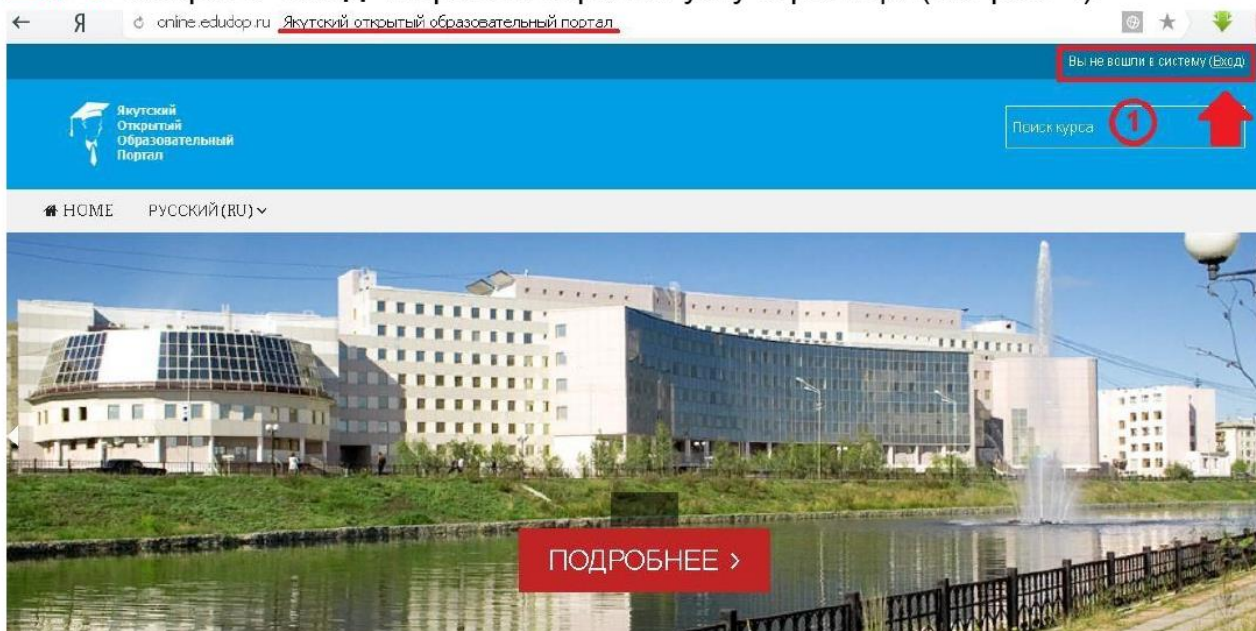 Я online.edudop.ru Якутский открытый образовательный портал
Вы не вошли в систему (Вход)
Якутский
Открытый
Образовательный
Портал
Поиск курса
1
HOME РУССКИЙ (RU)
ПОДРОБНЕЕ >